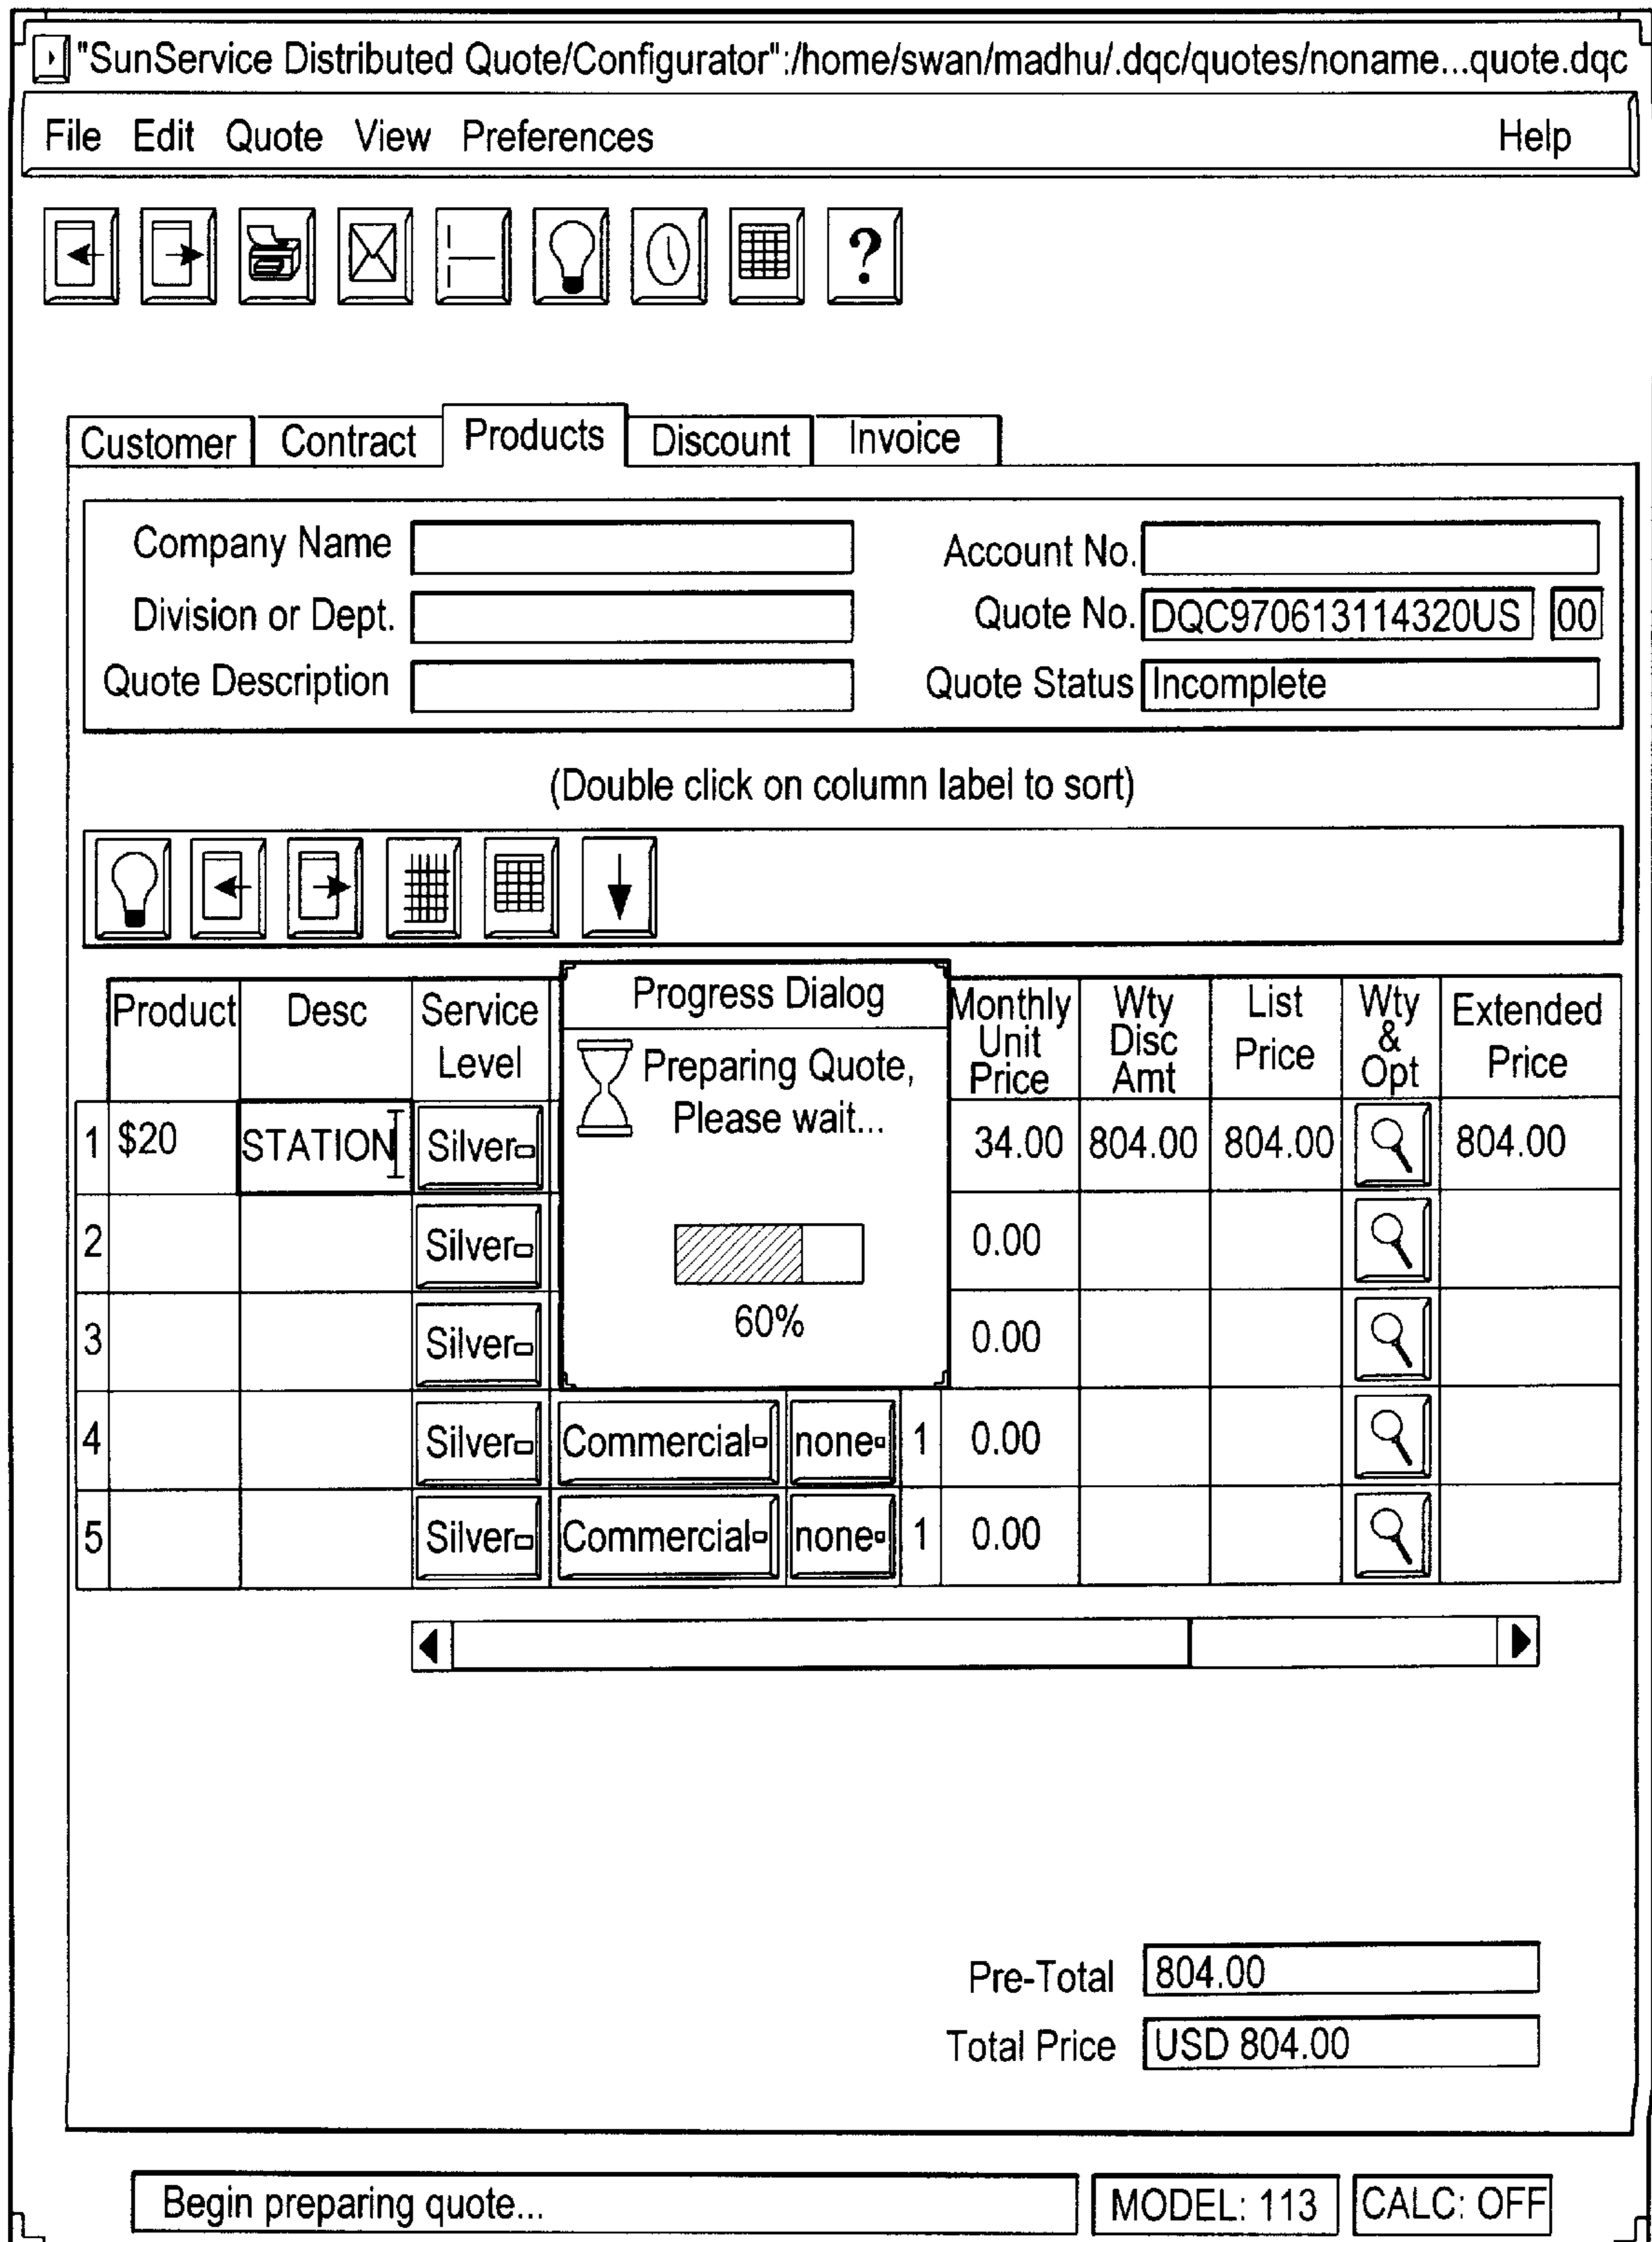 "SunService Distributed Quote/Configurator":/home/swan/madhu/.dqc/quotes/noname...quote.dqc
File Edit Quote View Preferences Help
?
Customer Contract Products Discount Invoice
Company Name Account No.
Division or Dept. Quote No. DQC970613114320US 00
Quote Description Quote Status Incomplete
(Double click on column label to sort)
Product Desc Service Level Monthly Unit Price Wty Disc Amt List Price Wty & Opt Extended Price
Progress Dialog
Preparing Quote,
Please wait...
60%
1 $20 STATION Silver 34.00 804.00 804.00 804.00
2 Silver 0.00
3 Silver 0.00
4 Silver Commercial none 1 0.00
5 Silver Commercial none 1 0.00
Pre-Total 804.00
Total Price USD 804.00
Begin preparing quote... MODEL: 113 CALC: OFF